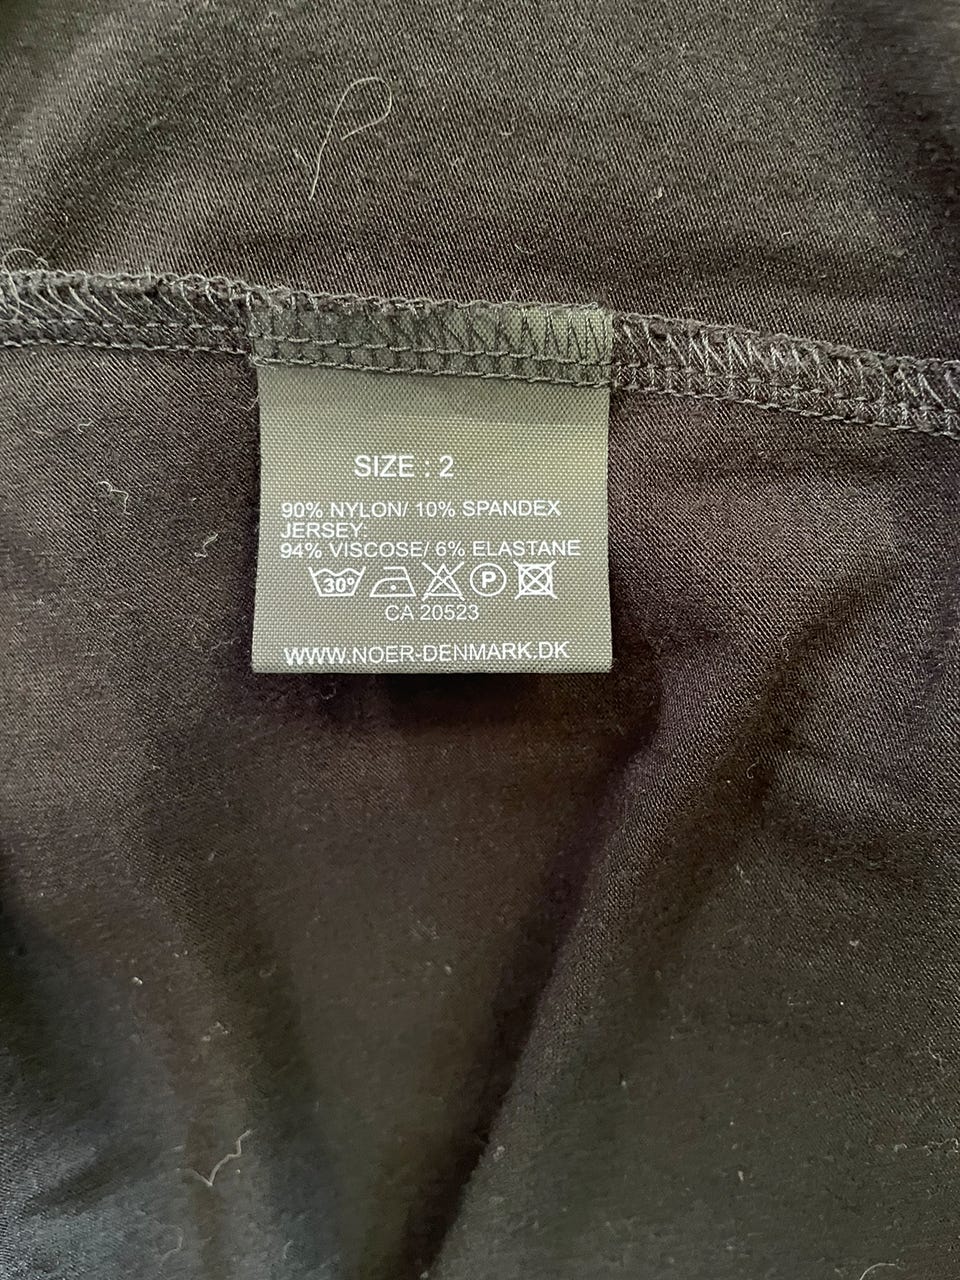 SIZE : 2
90% NYLON/ 10% SPANDEX
JERSEY:
94% VISCOSE/ 6% ELASTANE
30° P
CA 20523
WWW.NOER-DENMARK.DK